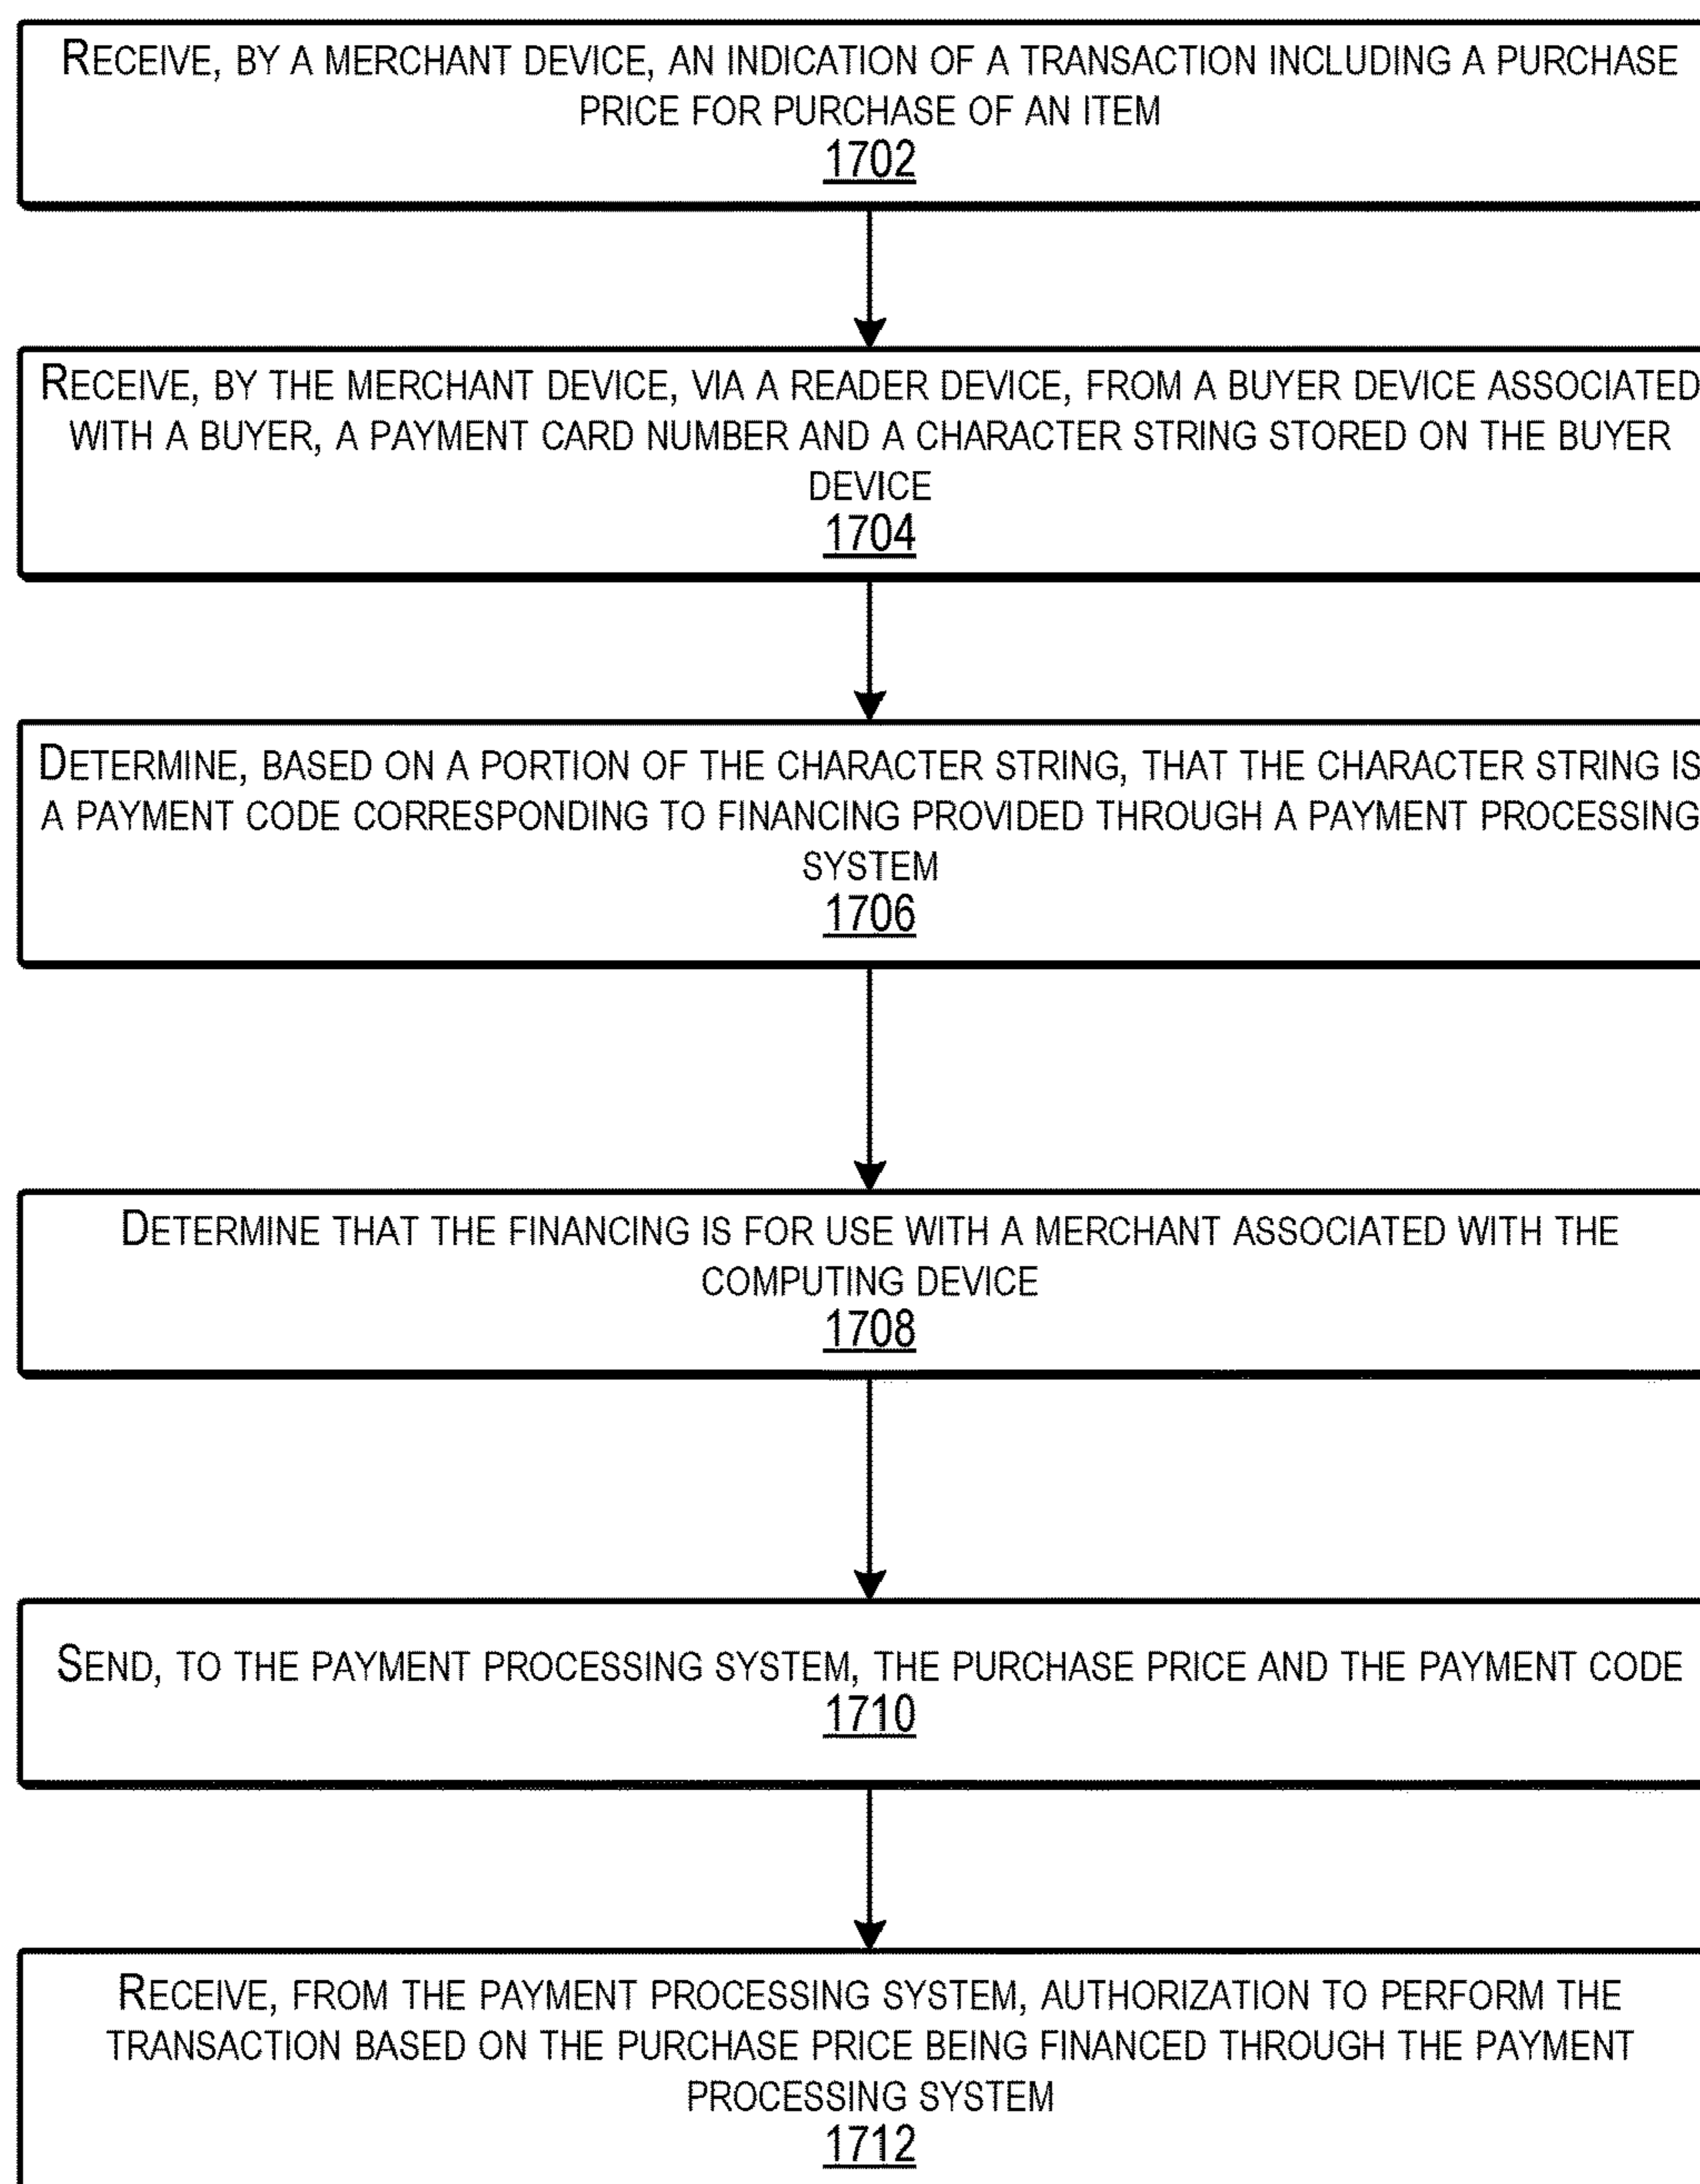 RECEIVE, BY A MERCHANT DEVICE, AN INDICATION OF A TRANSACTION INCLUDING A PURCHASE
PRICE FOR PURCHASE OF AN ITEM
1702
RECEIVE, BY THE MERCHANT DEVICE, VIA A READER DEVICE, FROM A BUYER DEVICE ASSOCIATED
WITH A BUYER, A PAYMENT CARD NUMBER AND A CHARACTER STRING STORED ON THE BUYER
DEVICE
1704
DETERMINE, BASED ON A PORTION OF THE CHARACTER STRING, THAT THE CHARACTER STRING IS
A PAYMENT CODE CORRESPONDING TO FINANCING PROVIDED THROUGH A PAYMENT PROCESSING
SYSTEM
1706
DETERMINE THAT THE FINANCING IS FOR USE WITH A MERCHANT ASSOCIATED WITH THE
COMPUTING DEVICE
1708
SEND, TO THE PAYMENT PROCESSING SYSTEM, THE PURCHASE PRICE AND THE PAYMENT CODE
1710
RECEIVE, FROM THE PAYMENT PROCESSING SYSTEM, AUTHORIZATION TO PERFORM THE
TRANSACTION BASED ON THE PURCHASE PRICE BEING FINANCED THROUGH THE PAYMENT
PROCESSING SYSTEM
1712